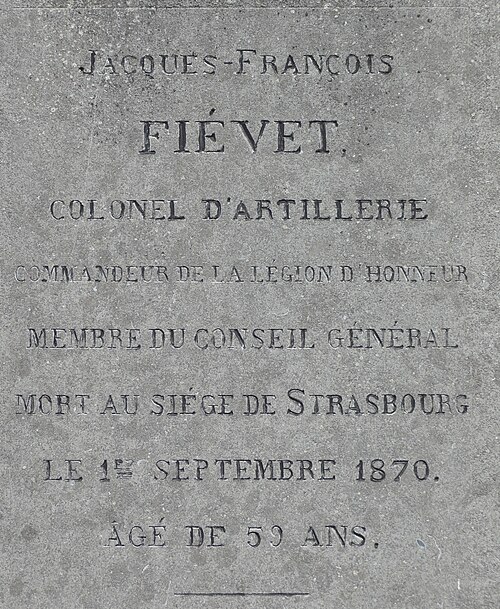 Jacques-François
FIÉVET,
COLONEL D'ARTILLERIE
COMMANDEUR DE LA LÉGION D'HONNEUR
MEMBRE DU CONSEIL GÉNÉRAL
MORT AU SIÉGE DE STRASBOURG
LE 1ER SEPTEMBRE 1870.
ÂGÉ DE 59 ANS.